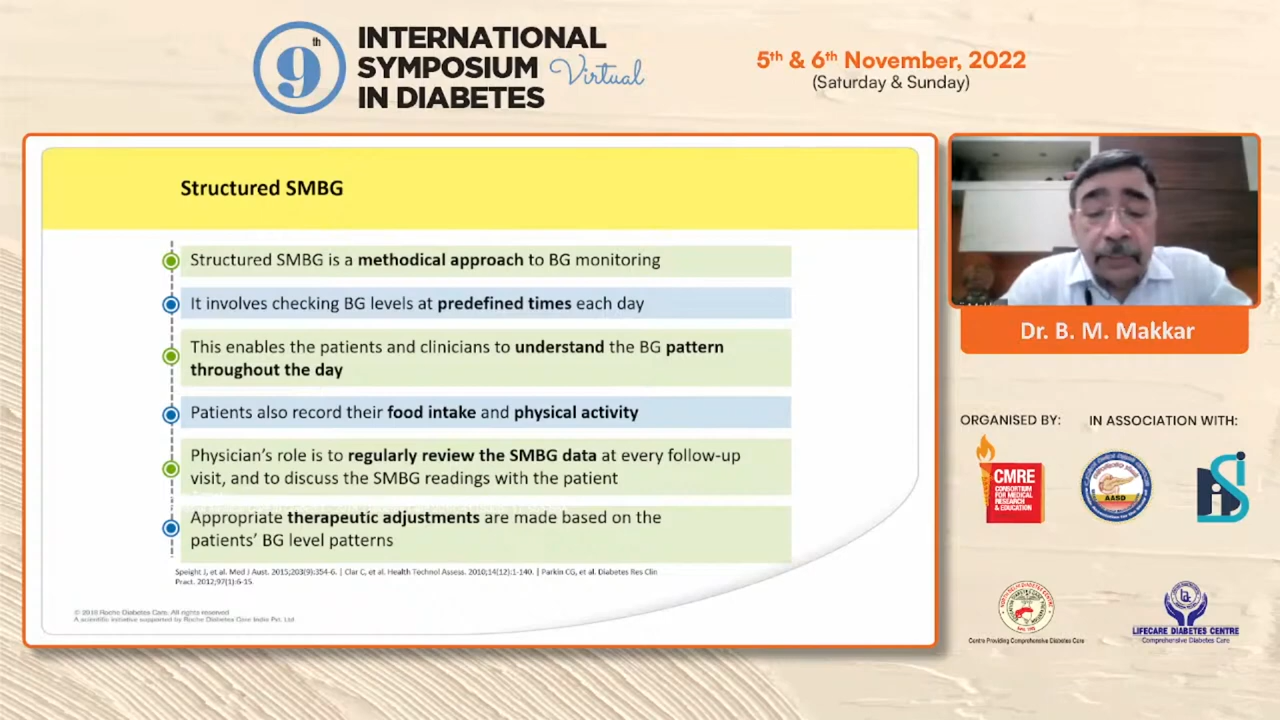 9th
INTERNATIONAL
SYMPOSIUM Virtual
IN DIABETES
5th & 6th November, 2022
(Saturday & Sunday)
Structured SMBG
Structured SMBG is a methodical approach to BG monitoring
It involves checking BG levels at predefined times each day
This enables the patients and clinicians to understand the BG pattern
throughout the day
Patients also record their food intake and physical activity
Physician's role is to regularly review the SMBG data at every follow-up
visit, and to discuss the SMBG readings with the patient
Appropriate therapeutic adjustments are made based on the
patients' BG level patterns
Speight J, et al. Med J Aust. 2015;203(9):354-6. | Clar C, et al. Health Technol Assess. 2010;14(12):1-140. | Parkin CG, et al. Diabetes Res Clin
Pract. 2012;97(1):6-15.
© 2018 Roche Diabetes Care. All rights reserved
A scientific initiative supported by Roche Diabetes Care India Pvt. Ltd.
Dr. B. M. Makkar
ORGANISED BY:
IN ASSOCIATION WITH:
CMRE
CONSORTIUM
FOR MEDICAL
RESEARCH
& EDUCATION
AASD
Centre Providing Comprehensive Diabetes Care
LIFECARE DIABETES CENTRE
Comprehensive Diabetes Care